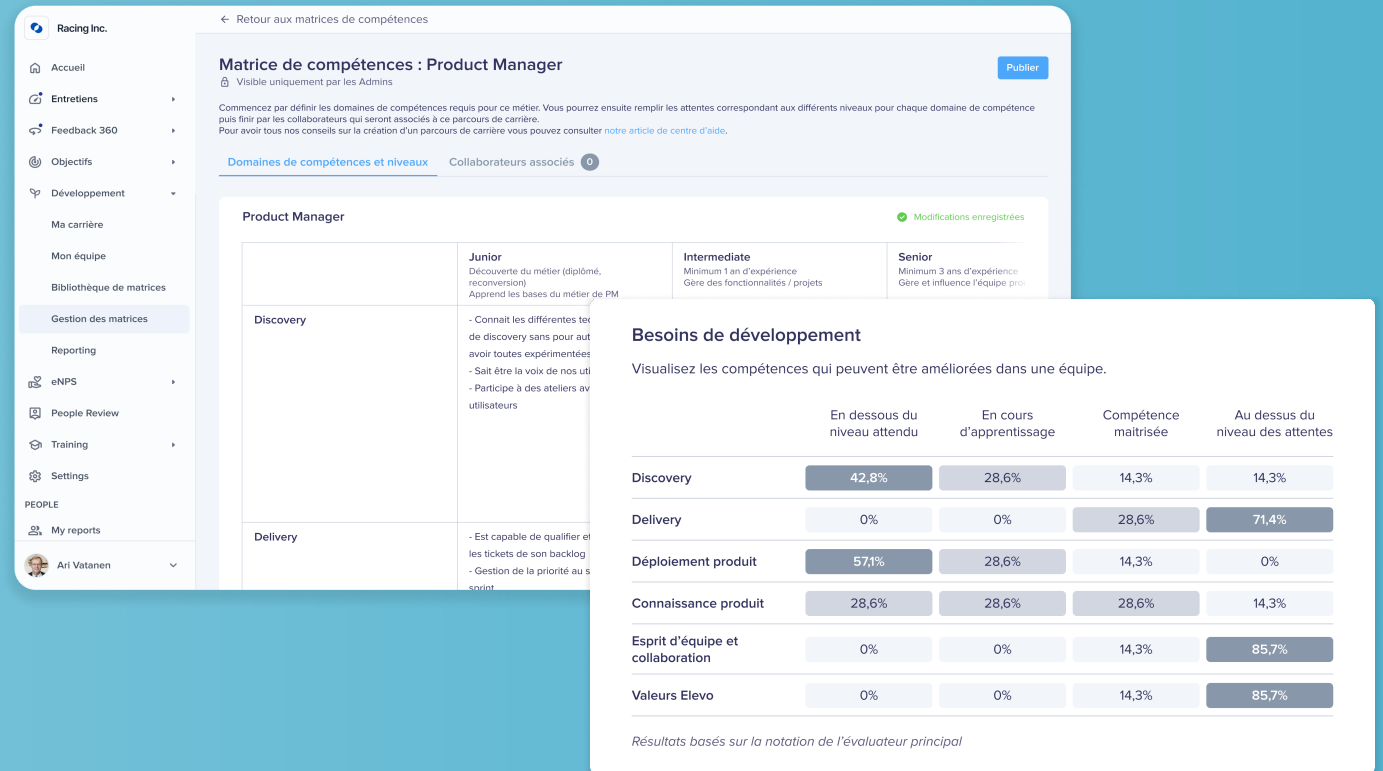 Racing Inc.
Accueil
Entretiens
Feedback 360
Objectifs
Développement
Ma carrière
Mon équipe
Bibliothèque de matrices
Gestion des matrices
Reporting
eNPS
People Review
Training
Settings
PEOPLE
My reports
Ari Vatanen
Retour aux matrices de compétences
Matrice de compétences : Product Manager
Visible uniquement par les Admins
Publier
Commencez par définir les domaines de compétences requis pour ce métier. Vous pourrez ensuite remplir les attentes correspondant aux différents niveaux pour chaque domaine de compétence
puis finir par les collaborateurs qui seront associés à ce parcours de carrière.
Pour avoir tous nos conseils sur la création d'un parcours de carrière vous pouvez consulter notre article de centre d'aide.
Domaines de compétences et niveaux
Collaborateurs associés 0
Product Manager
Modifications enregistrées
Junior
Découverte du métier (diplômé,
reconversion)
Apprend les bases du métier de PM
Intermediate
Minimum 1 an d'expérience
Gère des fonctionnalités / projets
Senior
Minimum 3 ans d'expérience
Gère et influence l'équipe
Discovery
- Connait les différentes
de discovery sans pour
avoir toutes expérimentées
- Sait être la voix de nos
- Participe à des ateliers
utilisateurs
Delivery
- Est capable de qualifier
les tickets de son backlog
- Gestion de la priorité au
sprint
Besoins de développement
Visualisez les compétences qui peuvent être améliorées dans une équipe.
En dessous du
niveau attendu
En cours
d'apprentissage
Compétence
maitrisée
Au dessus du
niveau des attentes
Discovery 42,8% 28,6% 14,3% 14,3%
Delivery 0% 0% 28,6% 71,4%
Déploiement produit 57,1% 28,6% 14,3% 0%
Connaissance produit 28,6% 28,6% 28,6% 14,3%
Esprit d'équipe et
collaboration 0% 0% 14,3% 85,7%
Valeurs Elevo 0% 0% 14,3% 85,7%
Résultats basés sur la notation de l'évaluateur principal